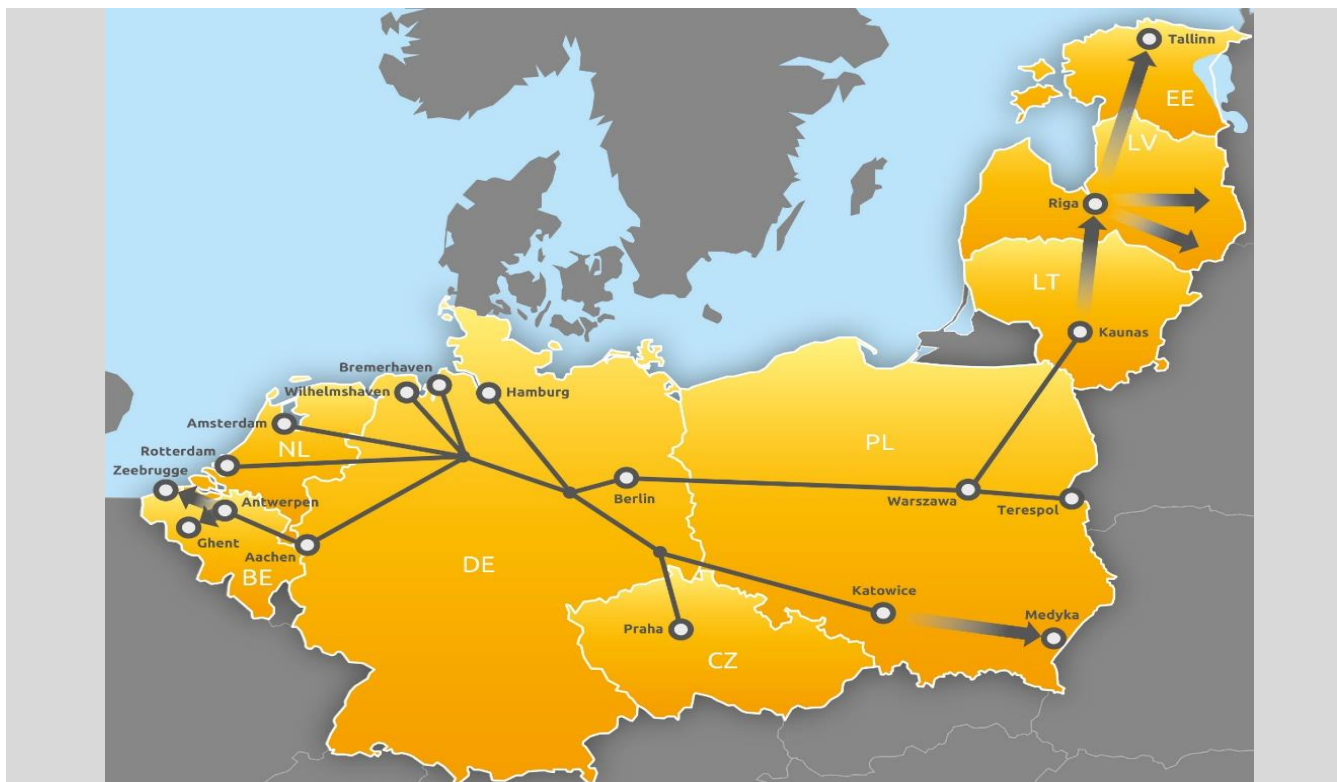 Tallinn
EE
LV
Riga
LT
Kaunas
Bremerhaven
Wilhelmshaven
Hamburg
Amsterdam
NL
PL
Rotterdam
Zeebrugge
Berlin
Antwerpen
Warszawa
Terespol
Ghent
Aachen
BE
DE
Katowice
Medyka
Praha
CZ